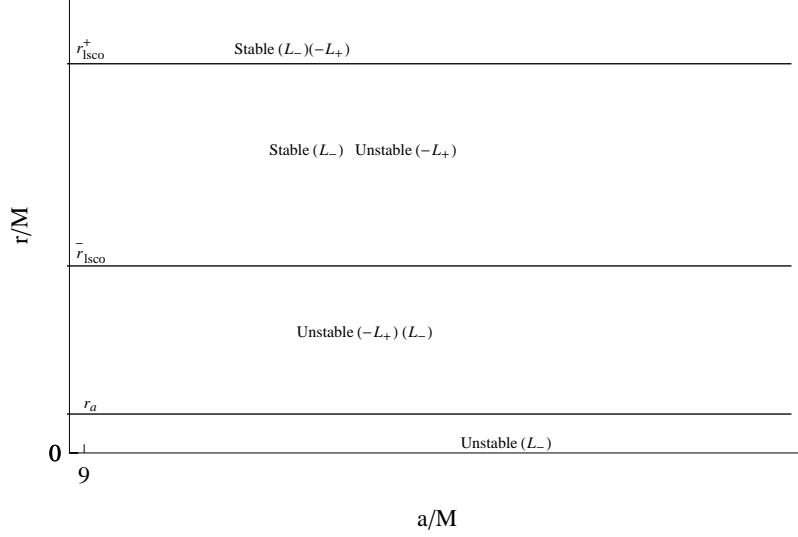 r⁺lsco
Stable (L₋)(−L₊)
Stable (L₋) Unstable (−L₊)
r/M
r̄lsco
Unstable (−L₊) (L₋)
rₐ
Unstable (L₋)
0
9
a/M